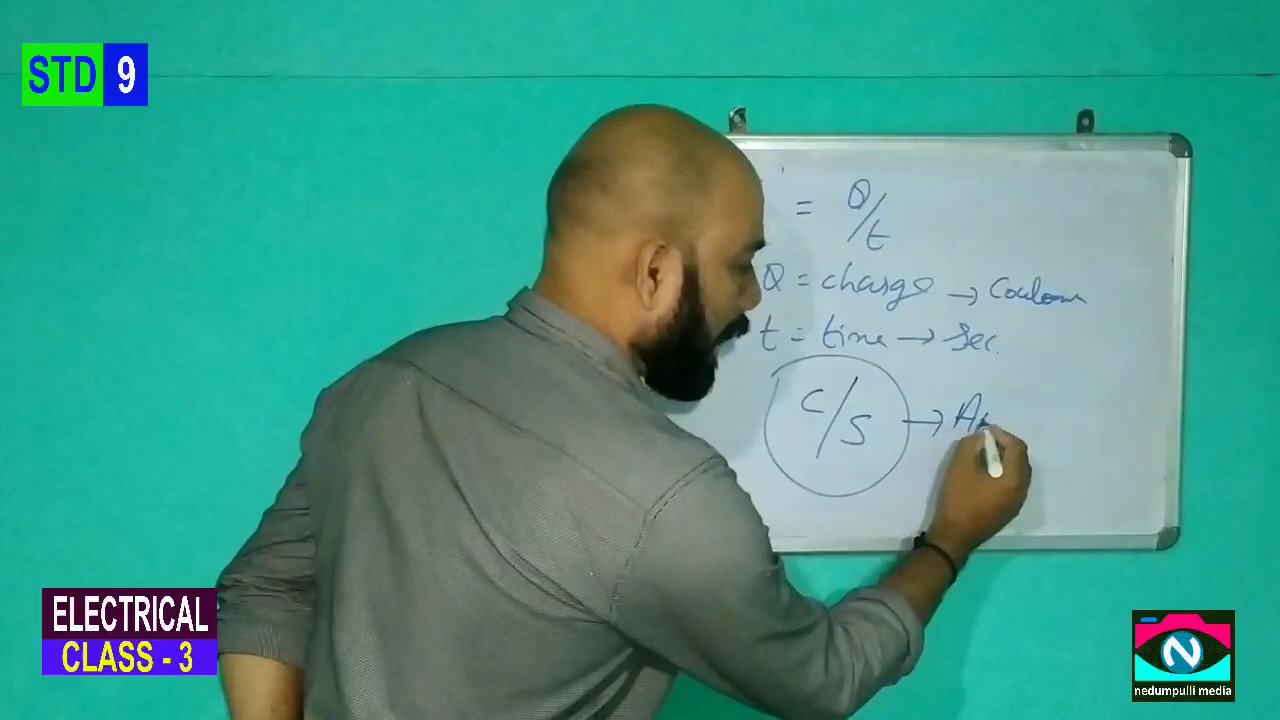 STD 9
= Q/t
Q = charge → Coulom
t = time → Sec.
C/S → A
ELECTRICAL
CLASS - 3
N
nedumpulli media